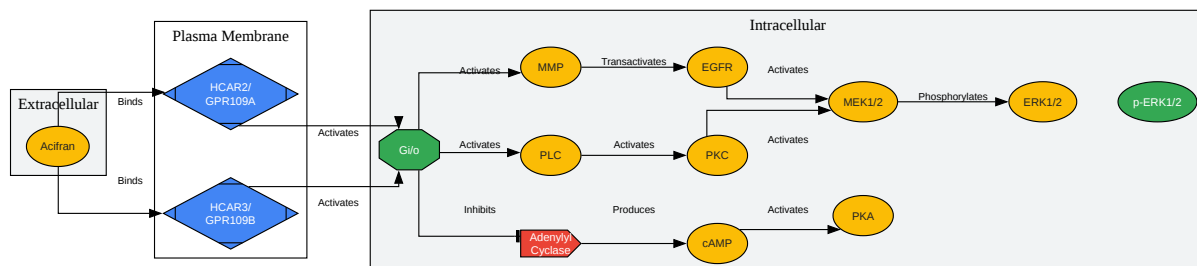 Intracellular
Plasma Membrane
Extracellular
Acifran
Binds
Binds
HCAR2/
GPR109A
HCAR3/
GPR109B
Activates
Activates
Gi/o
Activates
MMP
Transactivates
EGFR
Activates
MEK1/2
Phosphorylates
ERK1/2
p-ERK1/2
Activates
PLC
Activates
PKC
Activates
Inhibits
Adenylyl
Cyclase
Produces
cAMP
Activates
PKA